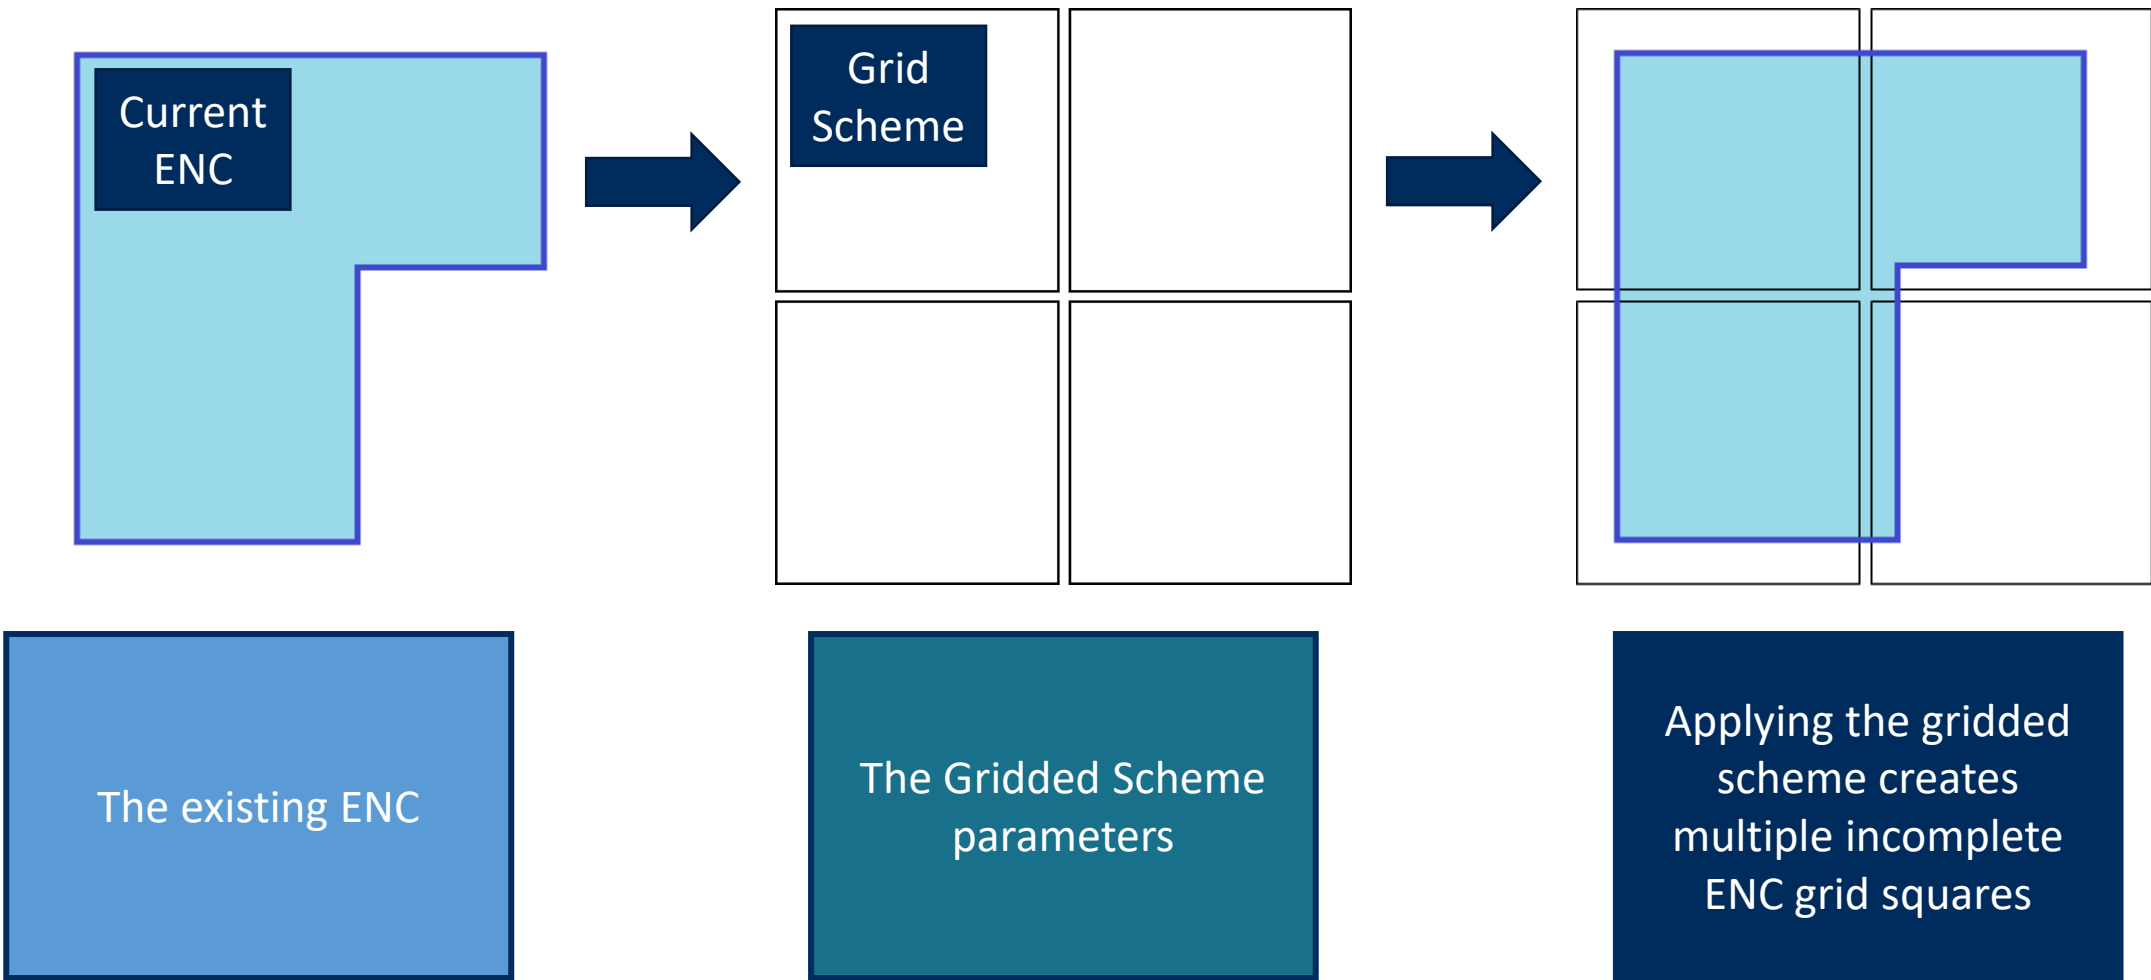 Current
ENC
Grid
Scheme
The existing ENC
The Gridded Scheme
parameters
Applying the gridded
scheme creates
multiple incomplete
ENC grid squares